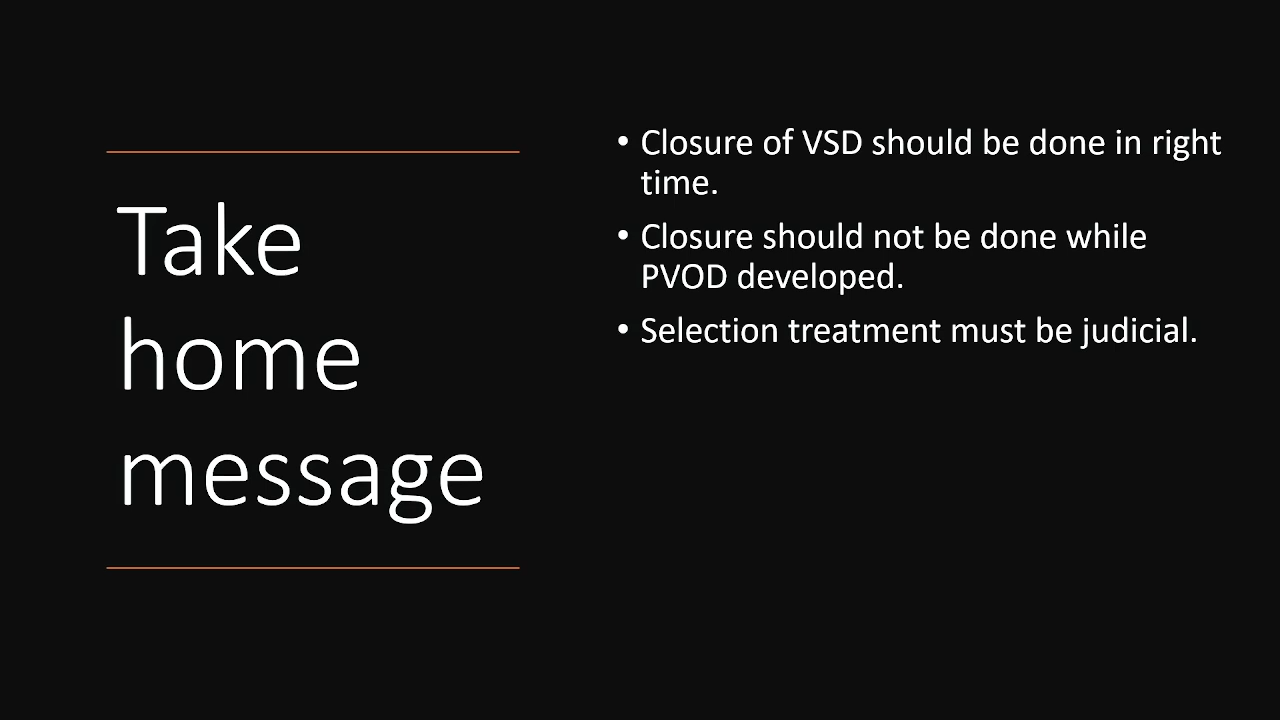 Take
home
message
• Closure of VSD should be done in right
time.
• Closure should not be done while
PVOD developed.
• Selection treatment must be judicial.